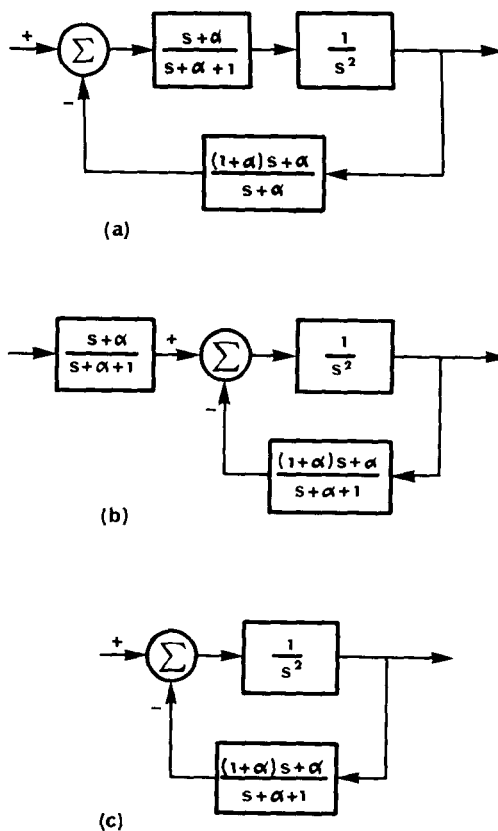 + Σ s+α 1
s+α+1 s²
−
(1+α)s+α
s+α
(a)
s+α + Σ 1
s+α+1 s²
−
(1+α)s+α
s+α+1
(b)
+ Σ 1
s²
−
(1+α)s+α
s+α+1
(c)